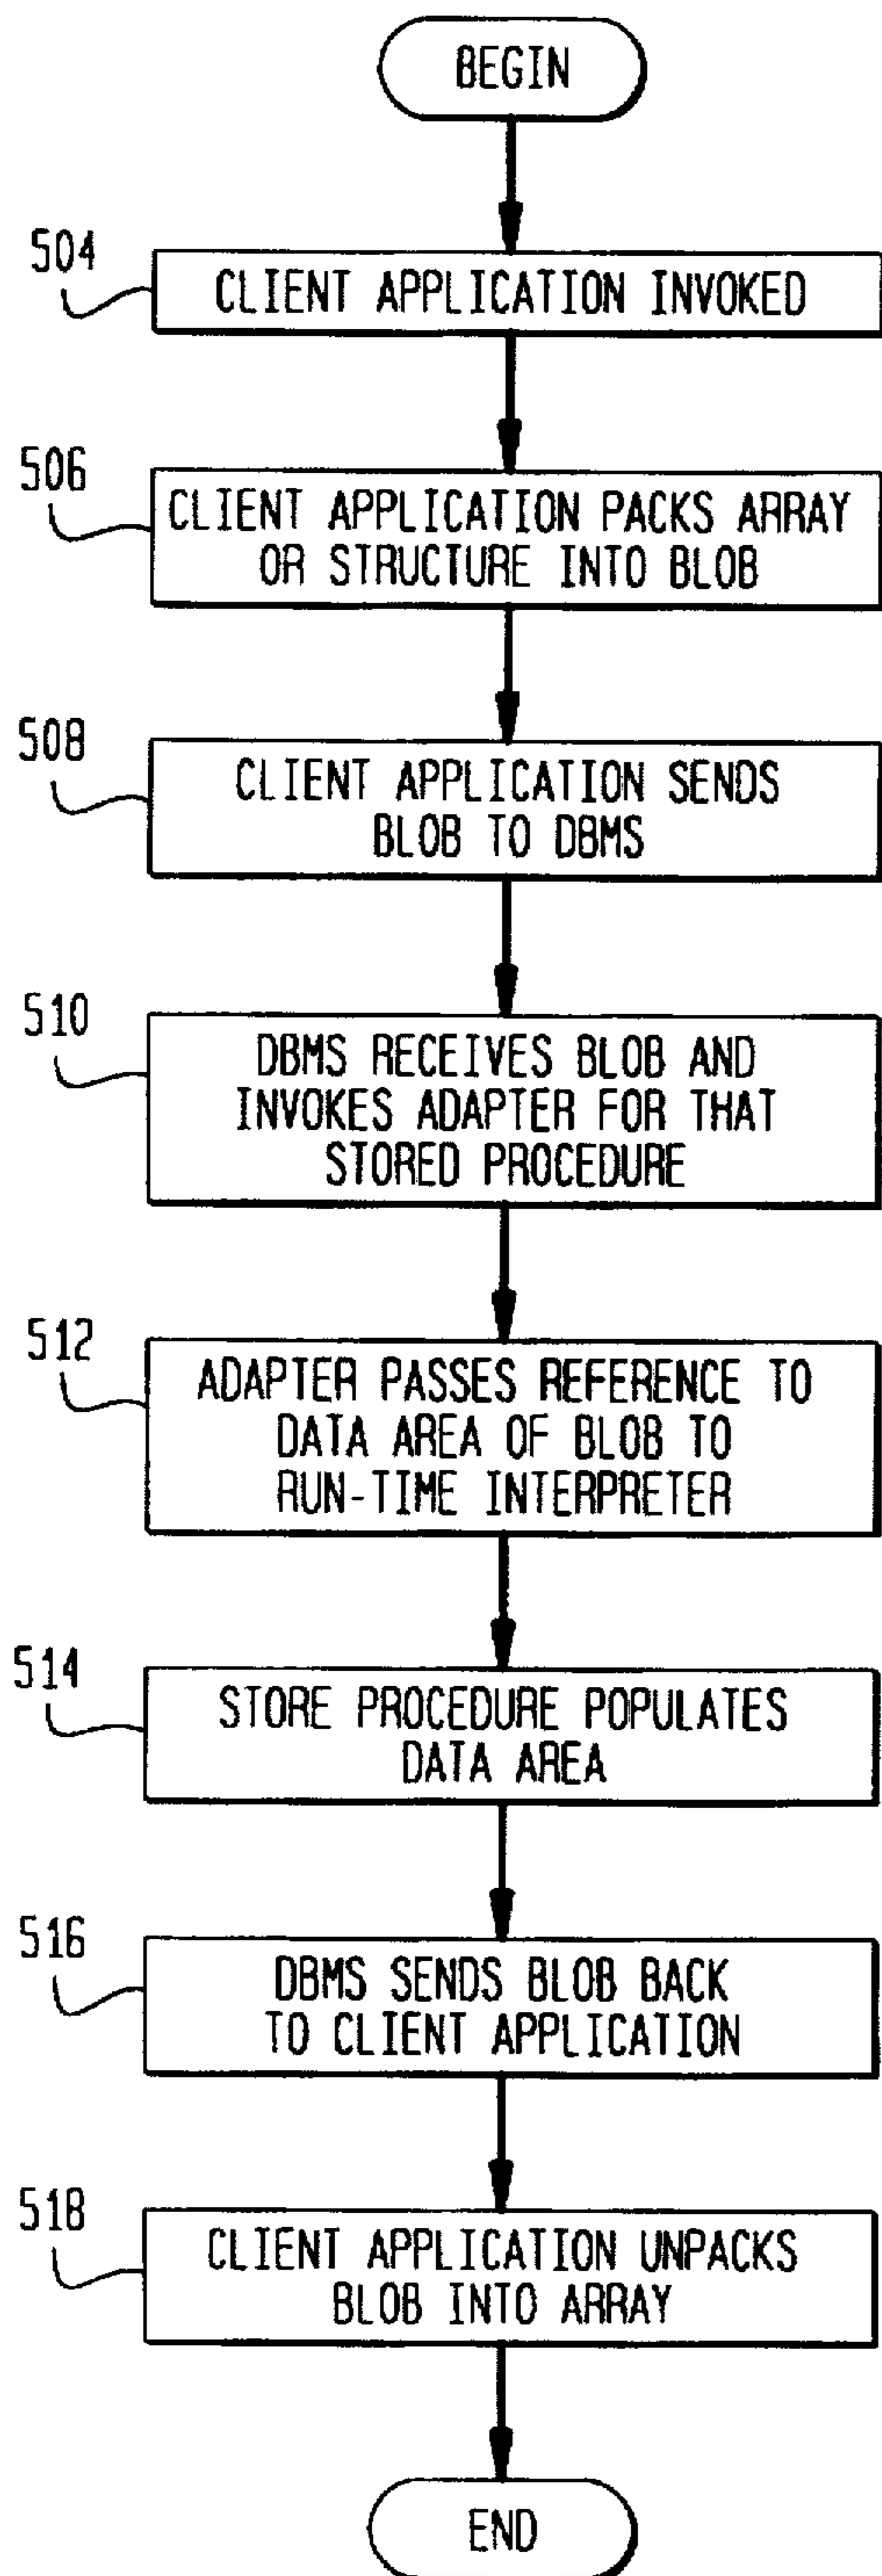 BEGIN
504
CLIENT APPLICATION INVOKED
506
CLIENT APPLICATION PACKS ARRAY
OR STRUCTURE INTO BLOB
508
CLIENT APPLICATION SENDS
BLOB TO DBMS
510
DBMS RECEIVES BLOB AND
INVOKES ADAPTER FOR THAT
STORED PROCEDURE
512
ADAPTER PASSES REFERENCE TO
DATA AREA OF BLOB TO
RUN-TIME INTERPRETER
514
STORE PROCEDURE POPULATES
DATA AREA
516
DBMS SENDS BLOB BACK
TO CLIENT APPLICATION
518
CLIENT APPLICATION UNPACKS
BLOB INTO ARRAY
END